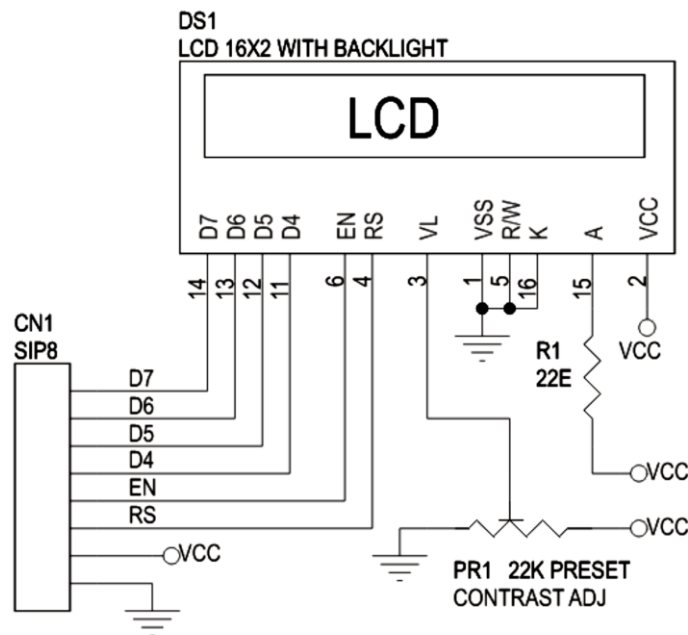 DS1
LCD 16X2 WITH BACKLIGHT
LCD
D7 D6 D5 D4 EN RS VL VSS R/W K A VCC
14 13 12 11 6 4 3 1 5 16 15 2
CN1
SIP8
R1
22E
VCC
D7
D6
D5
D4
EN
RS
VCC
VCC
VCC
PR1 22K PRESET
CONTRAST ADJ